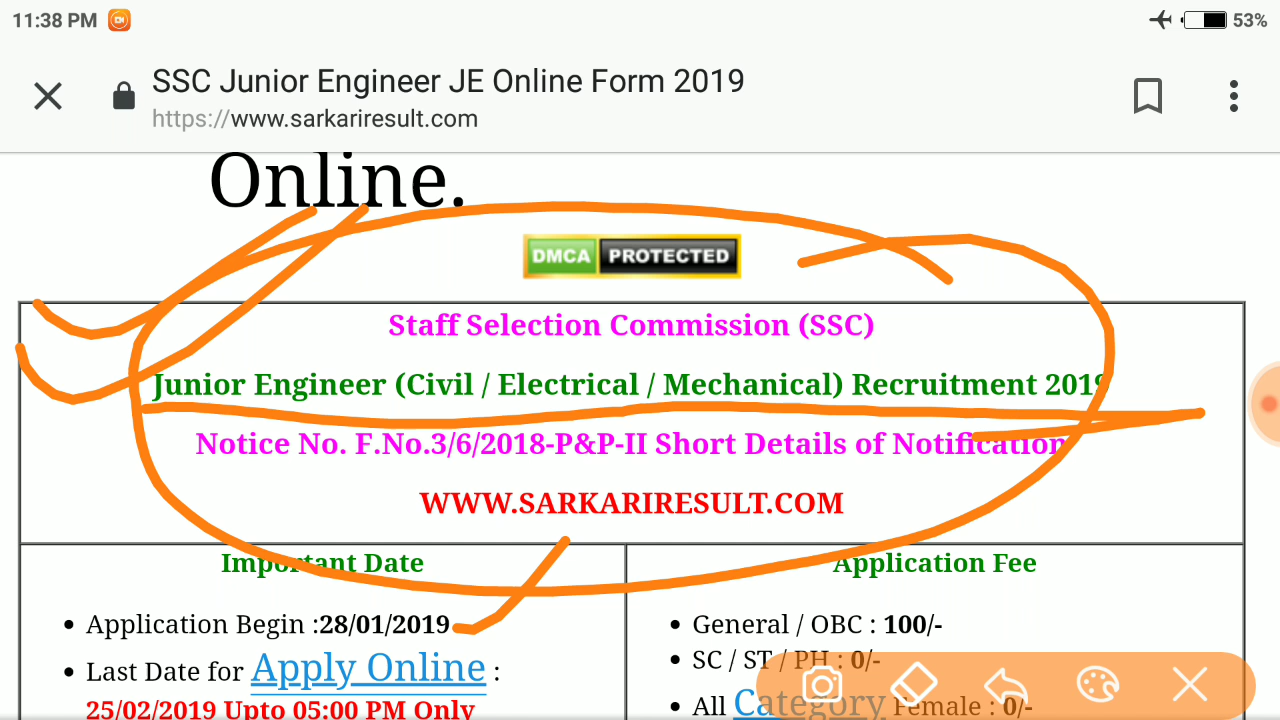 11:38 PM
53%
SSC Junior Engineer JE Online Form 2019
https://www.sarkariresult.com
Online.
DMCA PROTECTED
Staff Selection Commission (SSC)
Junior Engineer (Civil / Electrical / Mechanical) Recruitment 2019
Notice No. F.No.3/6/2018-P&P-II Short Details of Notification
WWW.SARKARIRESULT.COM
Important Date
Application Begin :28/01/2019
Last Date for Apply Online :
25/02/2019 Upto 05:00 PM Only
Application Fee
General / OBC : 100/-
SC / ST / PH : 0/-
All Category Female : 0/-